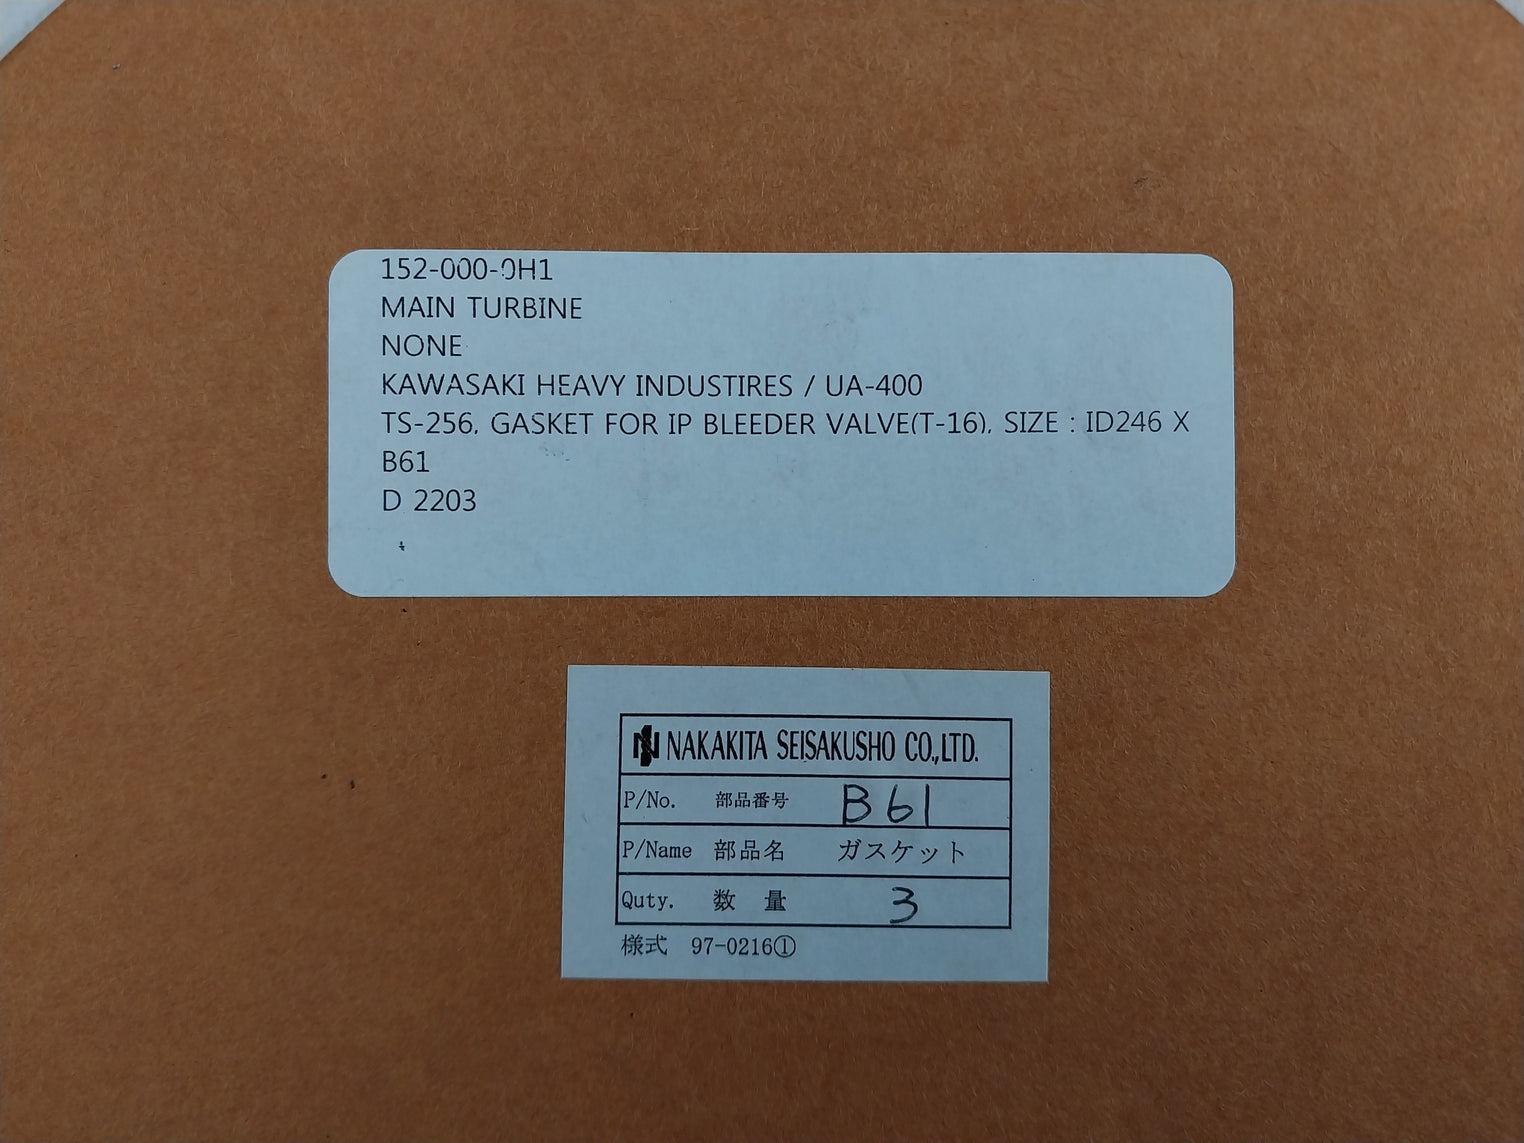 152-000-0H1
MAIN TURBINE
NONE
KAWASAKI HEAVY INDUSTIRES / UA-400
TS-256, GASKET FOR IP BLEEDER VALVE(T-16), SIZE : ID246 X
B61
D 2203
NAKAKITA SEISAKUSHO CO.,LTD.
P/No. 部品番号 B61
P/Name 部品名 ガスケット
Quty. 数 量 3
様式 97-0216①